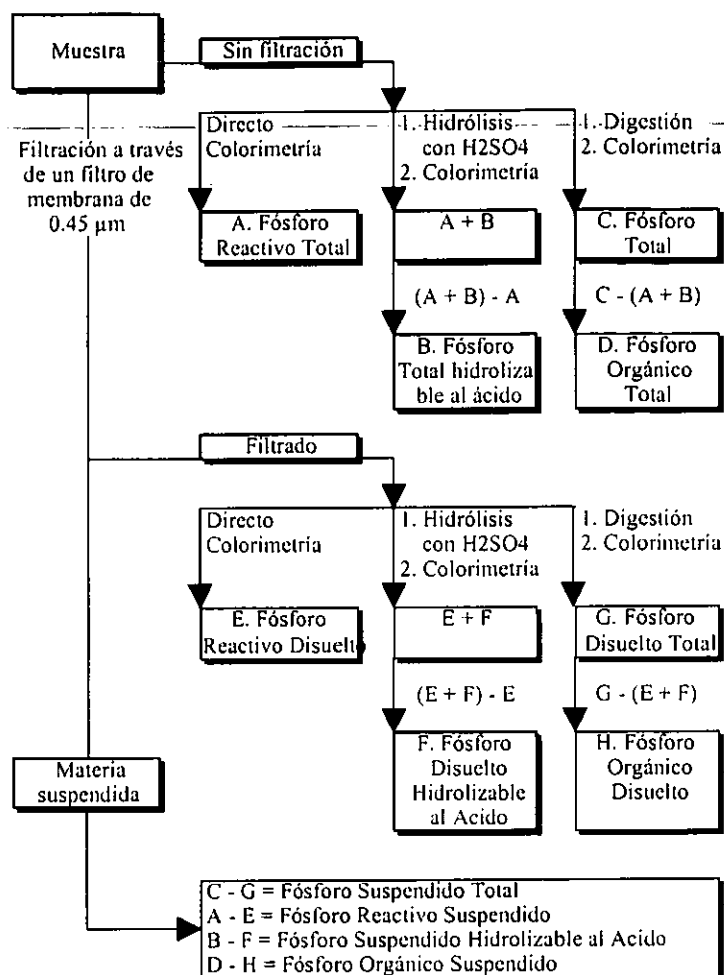 Muestra
Sin filtración
Filtración a través
de un filtro de
membrana de
0.45 µm
Directo
Colorimetría
1. Hidrólisis
con H2SO4
2. Colorimetría
1. Digestión
2. Colorimetría
A. Fósforo
Reactivo Total
A + B
C. Fósforo
Total
(A + B) - A
C - (A + B)
B. Fósforo
Total hidroliza
ble al ácido
D. Fósforo
Orgánico
Total
Filtrado
Directo
Colorimetría
1. Hidrólisis
con H2SO4
2. Colorimetría
1. Digestión
2. Colorimetría
E. Fósforo
Reactivo Disuelto
E + F
G. Fósforo
Disuelto Total
(E + F) - E
G - (E + F)
F. Fósforo
Disuelto
Hidrolizable
al Acido
H. Fósforo
Orgánico
Disuelto
Materia
suspendida
C - G = Fósforo Suspendido Total
A - E = Fósforo Reactivo Suspendido
B - F = Fósforo Suspendido Hidrolizable al Acido
D - H = Fósforo Orgánico Suspendido